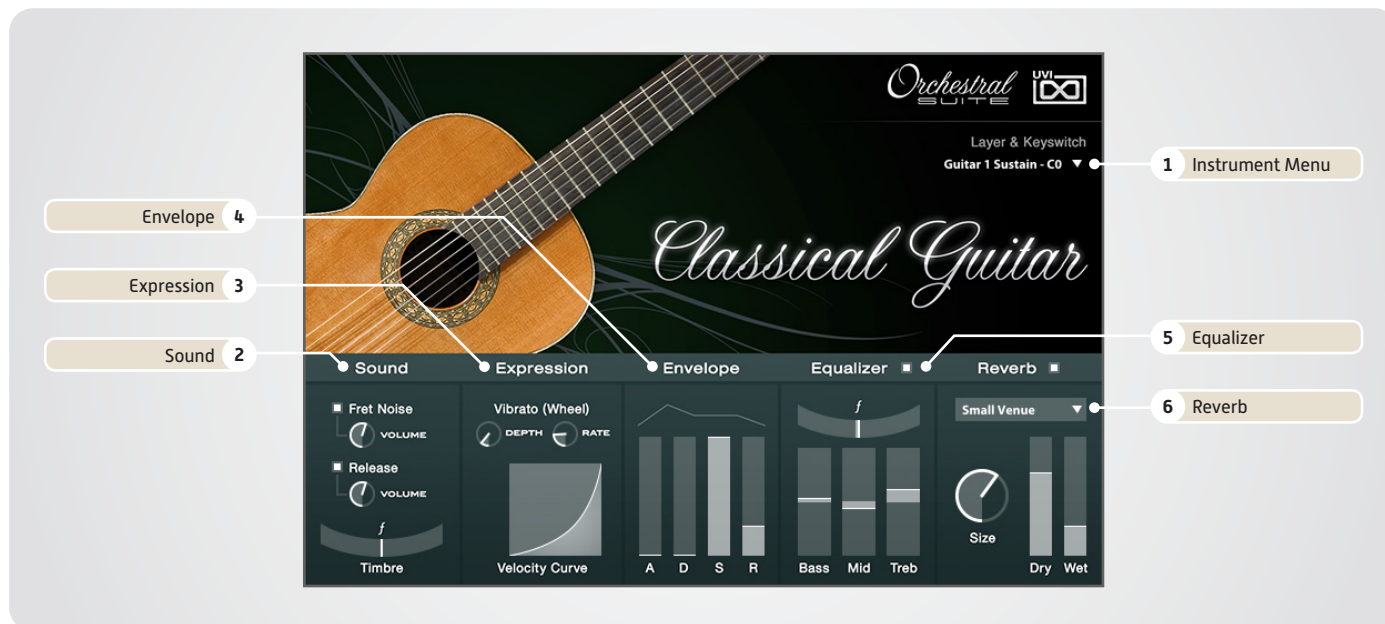 Orchestral
SUITE
UVI
Layer & Keyswitch
Guitar 1 Sustain - C0
1 Instrument Menu
Classical Guitar
Envelope 4
Expression 3
Sound 2
5 Equalizer
6 Reverb
Sound
Expression
Envelope
Equalizer
Reverb
Fret Noise
VOLUME
Release
VOLUME
f
Timbre
Vibrato (Wheel)
DEPTH
RATE
Velocity Curve
A D S R
f
Bass Mid Treb
Small Venue
Size
Dry Wet